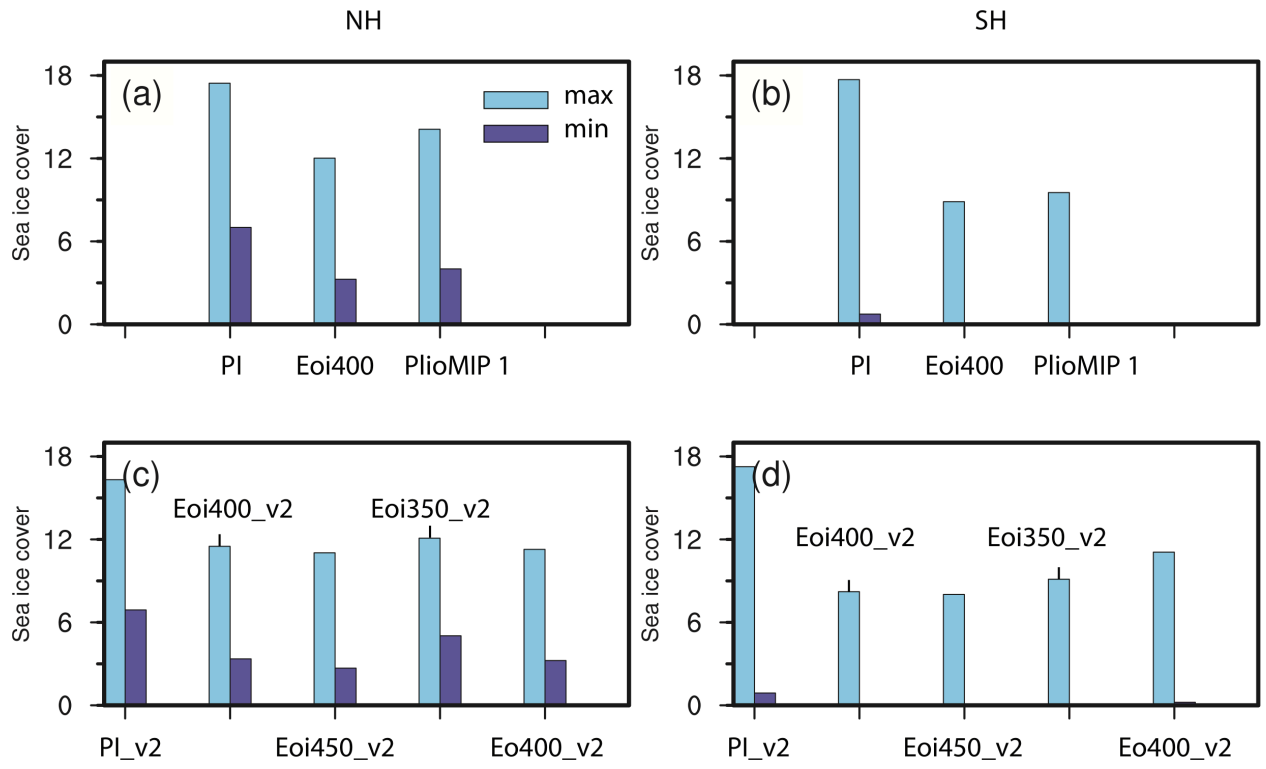 NH
SH
(a)
max
min
18
12
6
0
Sea ice cover
PI Eoi400 PlioMIP 1
(b)
18
12
6
0
Sea ice cover
PI Eoi400 PlioMIP 1
(c)
Eoi400_v2 Eoi350_v2
18
12
6
0
Sea ice cover
PI_v2 Eoi450_v2 Eo400_v2
(d)
Eoi400_v2 Eoi350_v2
18
12
6
0
Sea ice cover
PI_v2 Eoi450_v2 Eo400_v2